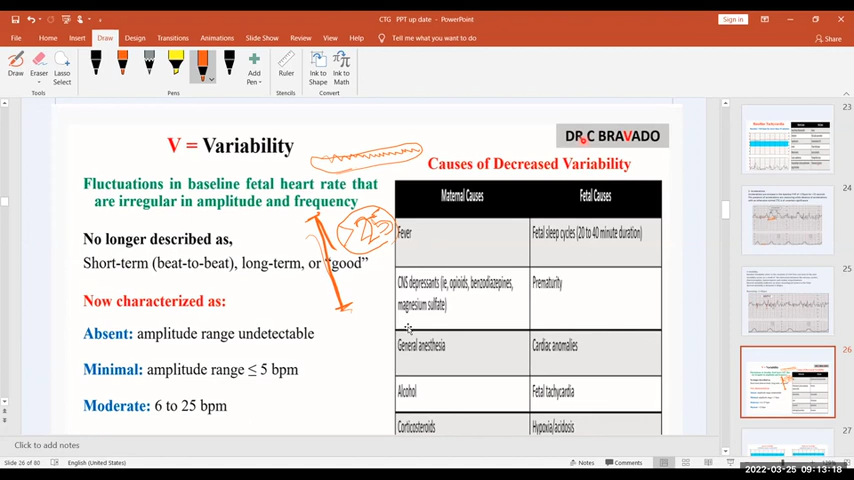 CTG PPT up date - PowerPoint
Sign in
File Home Insert Draw Design Transitions Animations Slide Show Review View Help Tell me what you want to do
Share
Draw
Eraser
Lasso
Select
Add
Pen
Ruler
Ink to
Shape
Ink to
Math
Tools
Pens
Stencils
Convert
V = Variability
DR C BRAVADO
Fluctuations in baseline fetal heart rate that
are irregular in amplitude and frequency
No longer described as,
Short-term (beat-to-beat), long-term, or “good”
Now characterized as:
Absent: amplitude range undetectable
Minimal: amplitude range ≤ 5 bpm
Moderate: 6 to 25 bpm
Causes of Decreased Variability
Maternal Causes Fetal Causes
Fever Fetal sleep cycles (20 to 40 minute duration)
CNS depressants (ie, opioids, benzodiazepines,
magnesium sulfate)
Prematurity
General anesthesia Cardiac anomalies
Alcohol Fetal tachycardia
Corticosteroids Hypoxia/acidosis
23
24
25
26
27
Click to add notes
Slide 26 of 80 English (United States)
Notes Comments
2022-03-25 09:13:18